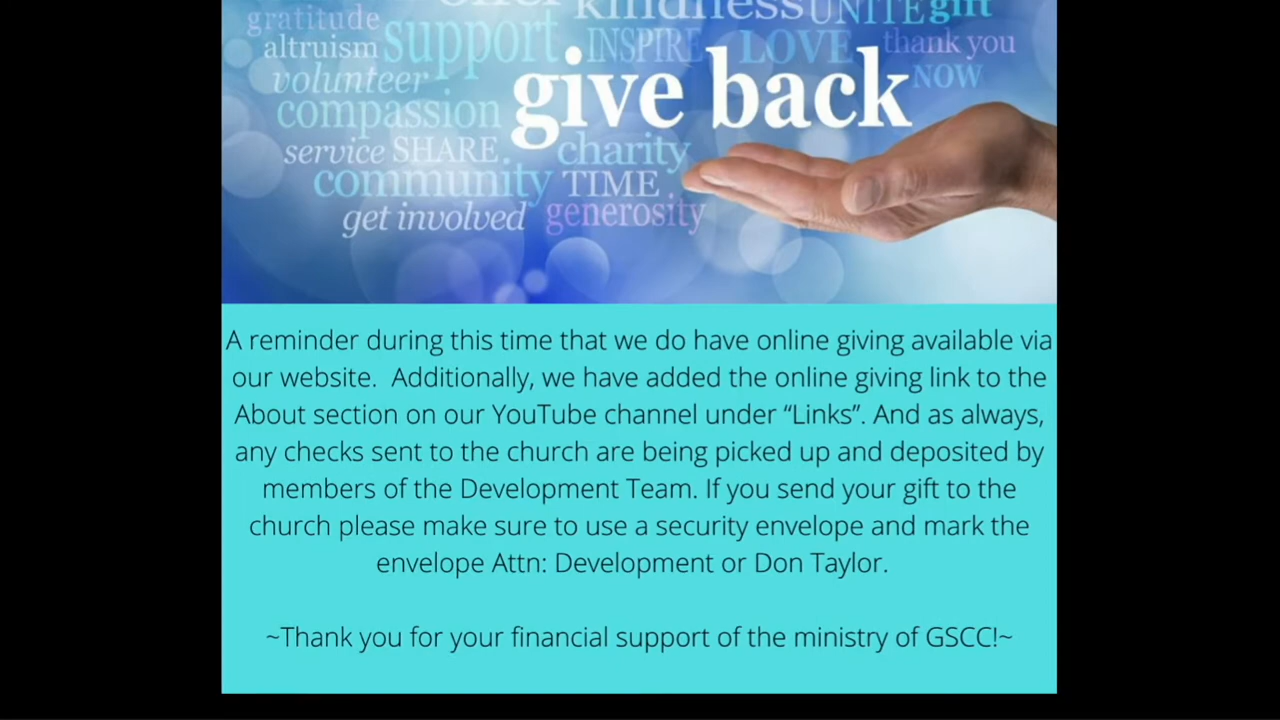 offer kindness UNITE gift
gratitude
altruism support INSPIRE LOVE thank you
volunteer give back NOW
compassion
service SHARE charity
community TIME
get involved generosity
A reminder during this time that we do have online giving available via
our website.  Additionally, we have added the online giving link to the
About section on our YouTube channel under “Links”. And as always,
any checks sent to the church are being picked up and deposited by
members of the Development Team. If you send your gift to the
church please make sure to use a security envelope and mark the
envelope Attn: Development or Don Taylor.
~Thank you for your financial support of the ministry of GSCC!~